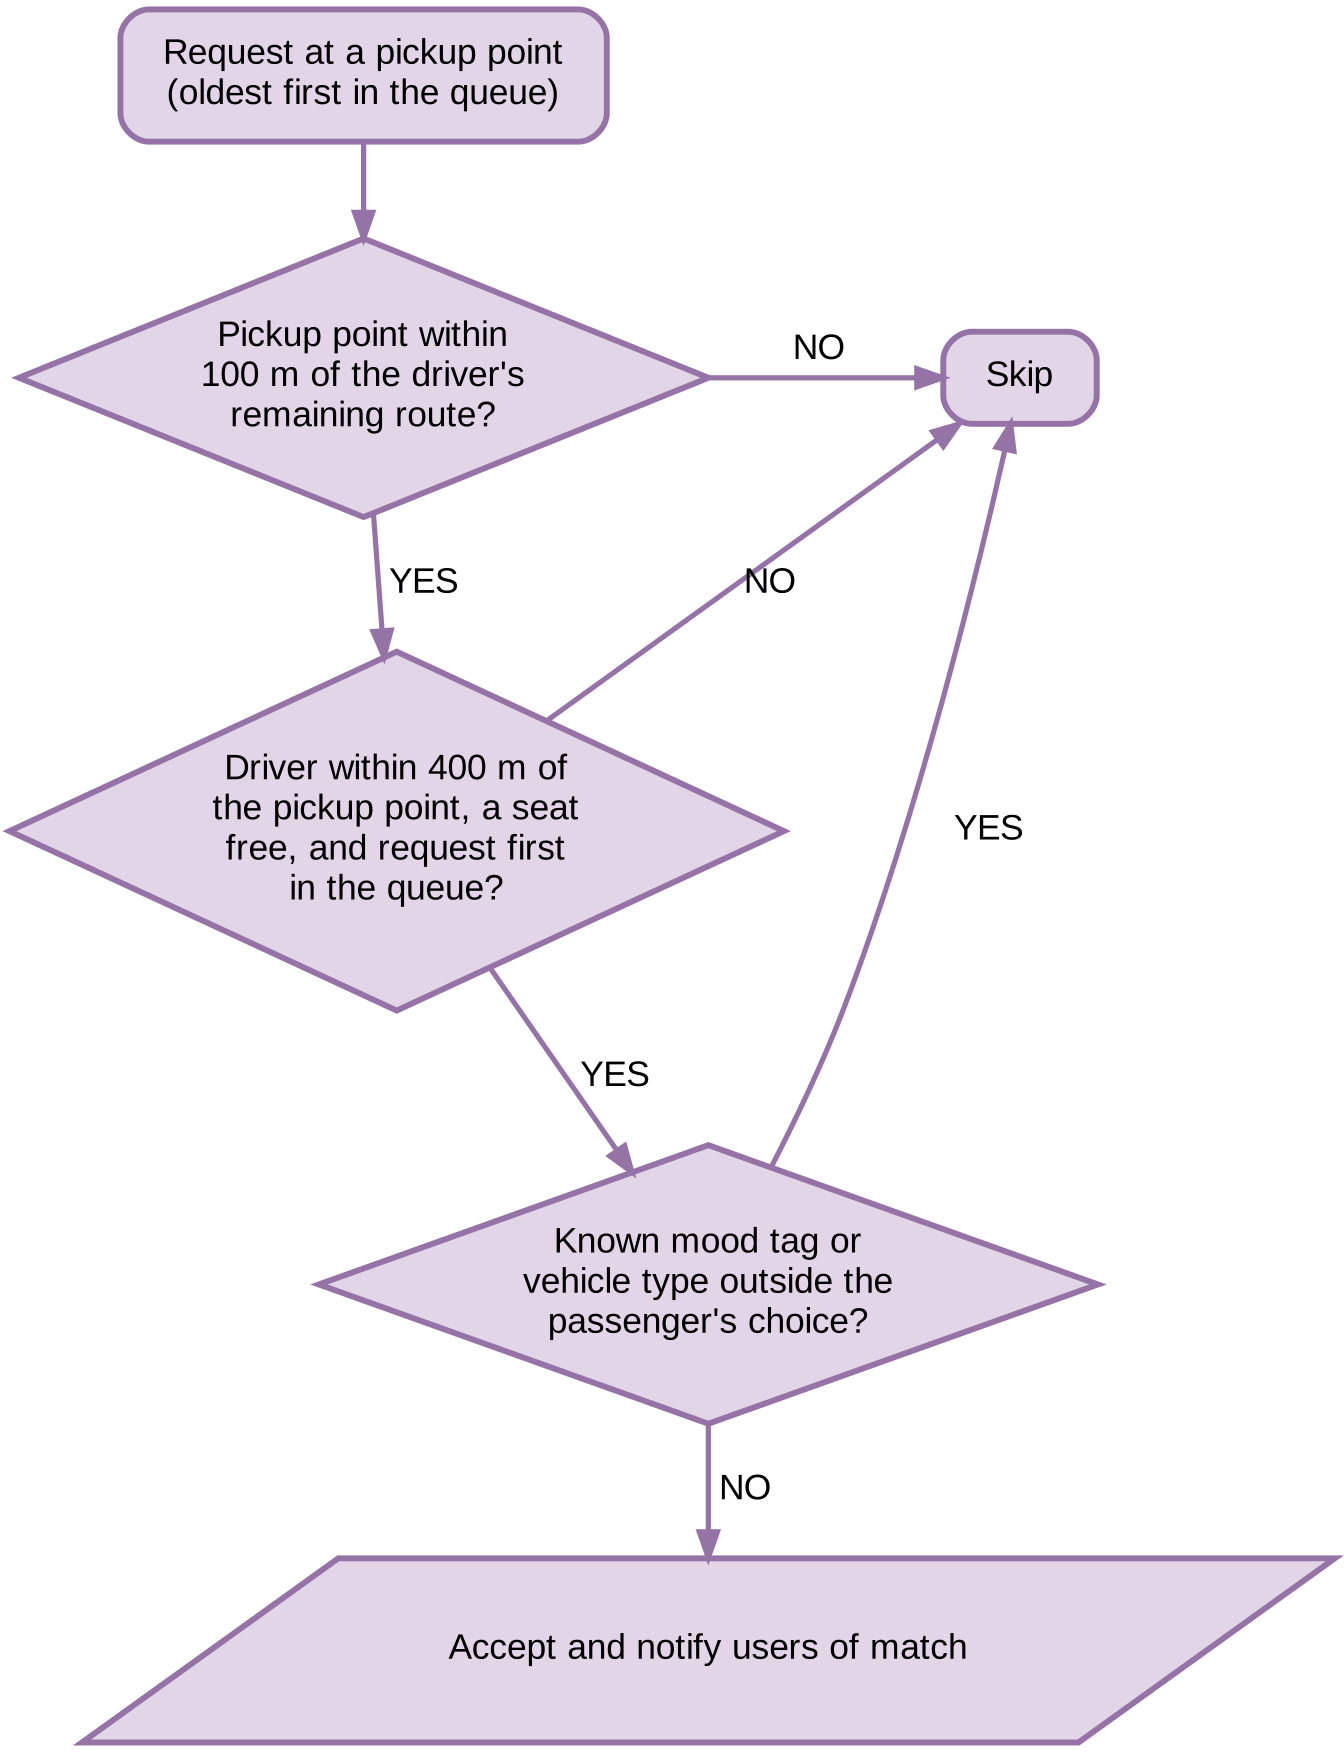 Request at a pickup point
(oldest first in the queue)
Pickup point within
100 m of the driver's
remaining route?
NO
Skip
YES
NO
Driver within 400 m of
the pickup point, a seat
free, and request first
in the queue?
YES
YES
Known mood tag or
vehicle type outside the
passenger's choice?
NO
Accept and notify users of match